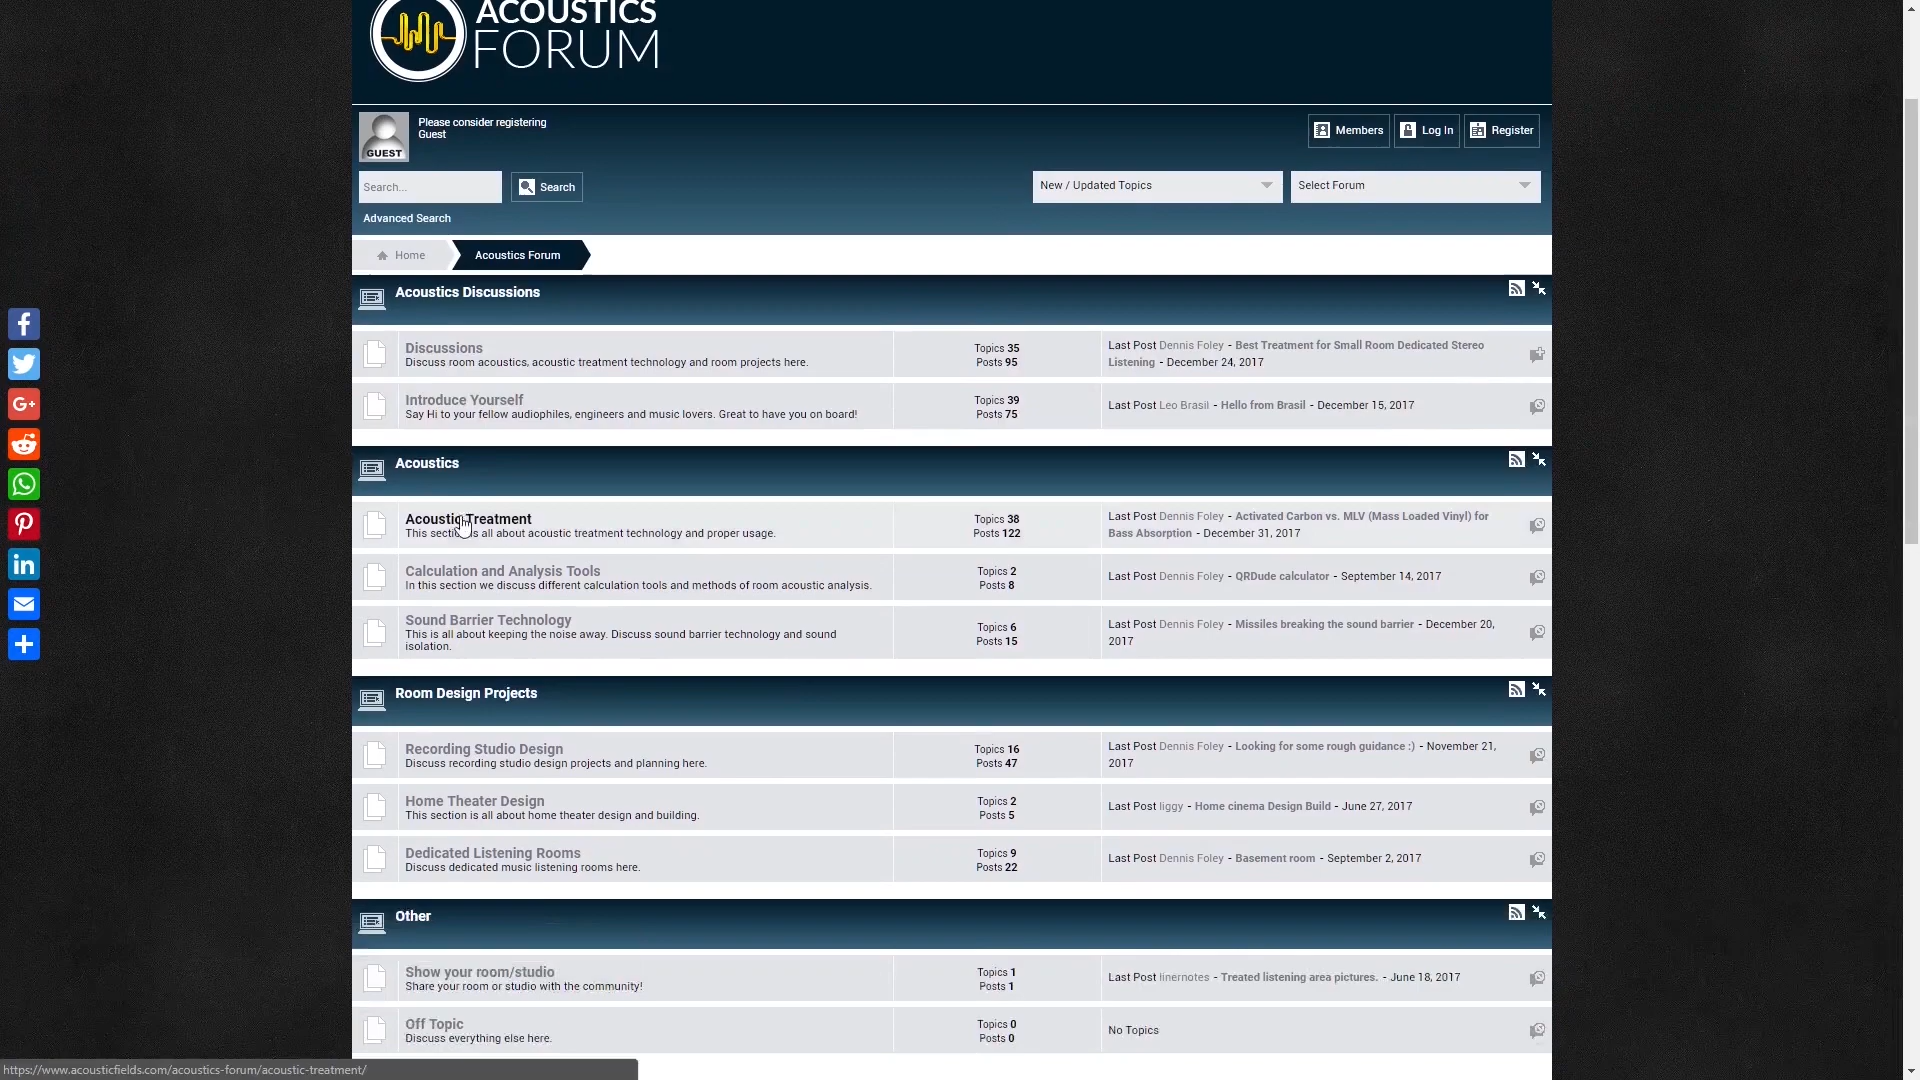 ACOUSTICS
FORUM
Please consider registering
Guest
GUEST
Members
Log In
Register
Search...
Search
New / Updated Topics
Select Forum
Advanced Search
Home
Acoustics Forum
Acoustics Discussions
Discussions
Discuss room acoustics, acoustic treatment technology and room projects here.
Topics 35
Posts 95
Last Post Dennis Foley - Best Treatment for Small Room Dedicated Stereo
Listening - December 24, 2017
Introduce Yourself
Say Hi to your fellow audiophiles, engineers and music lovers. Great to have you on board!
Topics 39
Posts 75
Last Post Leo Brasil - Hello from Brasil - December 15, 2017
Acoustics
Acoustic Treatment
This section is all about acoustic treatment technology and proper usage.
Topics 38
Posts 122
Last Post Dennis Foley - Activated Carbon vs. MLV (Mass Loaded Vinyl) for
Bass Absorption - December 31, 2017
Calculation and Analysis Tools
In this section we discuss different calculation tools and methods of room acoustic analysis.
Topics 2
Posts 8
Last Post Dennis Foley - QRDude calculator - September 14, 2017
Sound Barrier Technology
This is all about keeping the noise away. Discuss sound barrier technology and sound
isolation.
Topics 6
Posts 15
Last Post Dennis Foley - Missiles breaking the sound barrier - December 20,
2017
Room Design Projects
Recording Studio Design
Discuss recording studio design projects and planning here.
Topics 16
Posts 47
Last Post Dennis Foley - Looking for some rough guidance :) - November 21,
2017
Home Theater Design
This section is all about home theater design and building.
Topics 2
Posts 5
Last Post liggy - Home cinema Design Build - June 27, 2017
Dedicated Listening Rooms
Discuss dedicated music listening rooms here.
Topics 9
Posts 22
Last Post Dennis Foley - Basement room - September 2, 2017
Other
Show your room/studio
Share your room or studio with the community!
Topics 1
Posts 1
Last Post linernotes - Treated listening area pictures. - June 18, 2017
Off Topic
Discuss everything else here.
Topics 0
Posts 0
No Topics
https://www.acousticfields.com/acoustics-forum/acoustic-treatment/